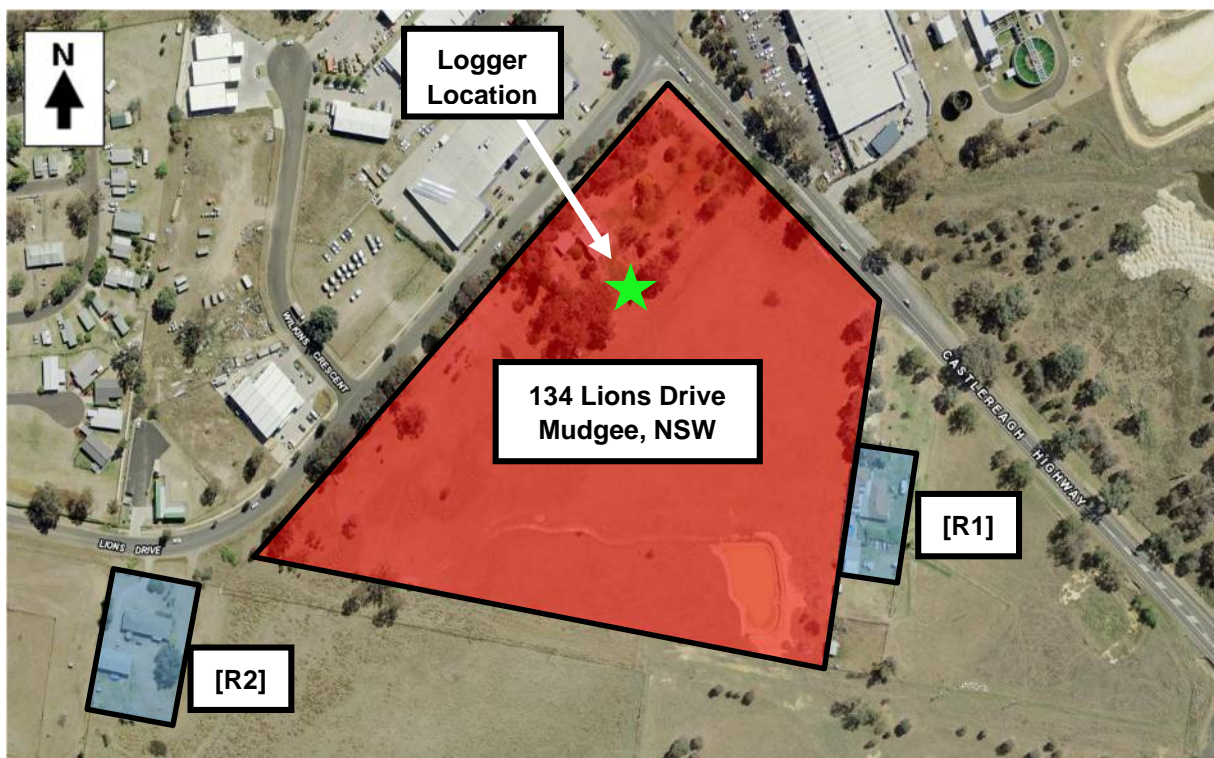 N
Logger
Location
WILKINS CRESCENT
134 Lions Drive
Mudgee, NSW
CASTLEREAGH HIGHWAY
[R1]
LIONS DRIVE
[R2]